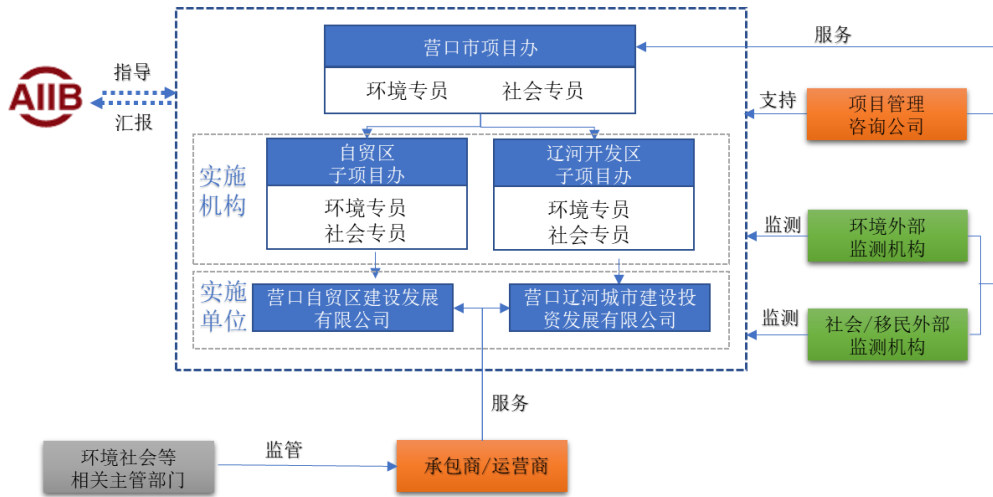 营口市项目办
环境专员 社会专员
服务
AIIB
指导
汇报
支持
项目管理
咨询公司
实施
机构
自贸区
子项目办
环境专员
社会专员
辽河开发区
子项目办
环境专员
社会专员
监测
环境外部
监测机构
实施
单位
营口自贸区建设发展
有限公司
营口辽河城市建设投
资发展有限公司
监测
社会/移民外部
监测机构
服务
环境社会等
相关主管部门
监管
承包商/运营商